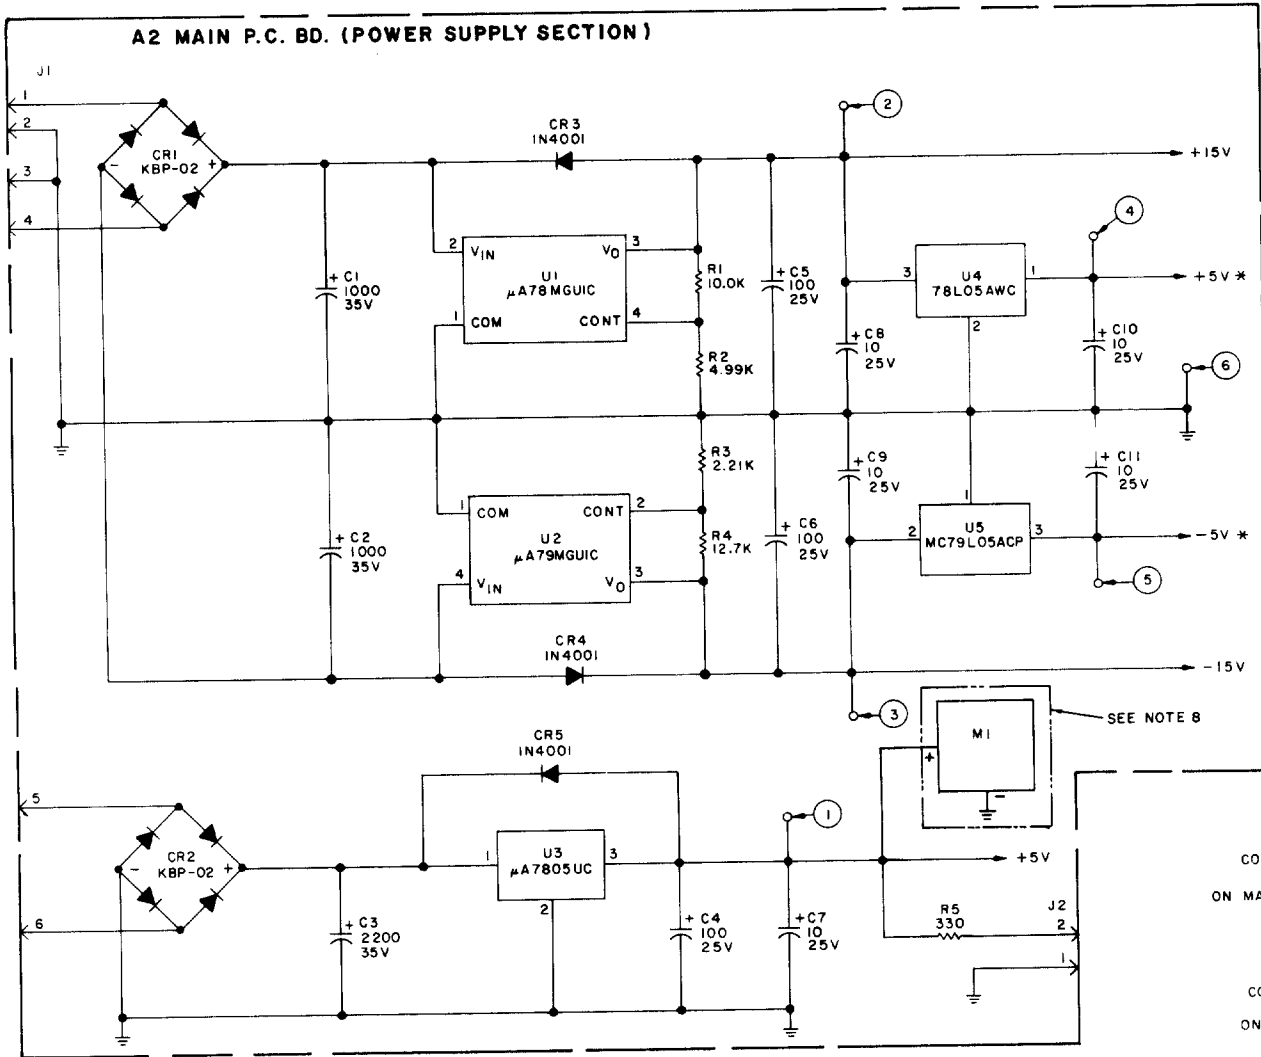 A2 MAIN P.C. BD. (POWER SUPPLY SECTION)
J1
1
2
3
4
CR1
KBP-02
-
+
CR3
1N4001
2
+15V
2
VIN
VO
3
U1
µA78MGUIC
1
COM
CONT
4
+ C1
1000
35V
R1
10.0K
R2
4.99K
+ C5
100
25V
+ C8
10
25V
3
U4
78L05AWC
1
2
4
+5V *
+ C10
10
25V
6
R3
2.21K
R4
12.7K
1
COM
CONT
2
U2
µA79MGUIC
4
VIN
VO
3
+ C2
1000
35V
+ C6
100
25V
+ C9
10
25V
1
2
U5
MC79L05ACP
3
+ C11
10
25V
-5V *
5
CR4
1N4001
-15V
3
M1
+
-
SEE NOTE 8
CR5
1N4001
5
6
CR2
KBP-02
-
+
1
U3
µA7805UC
3
2
1
+5V
+ C3
2200
35V
+ C4
100
25V
+ C7
10
25V
R5
330
J2
2
1
CO
ON MA
CO
ON